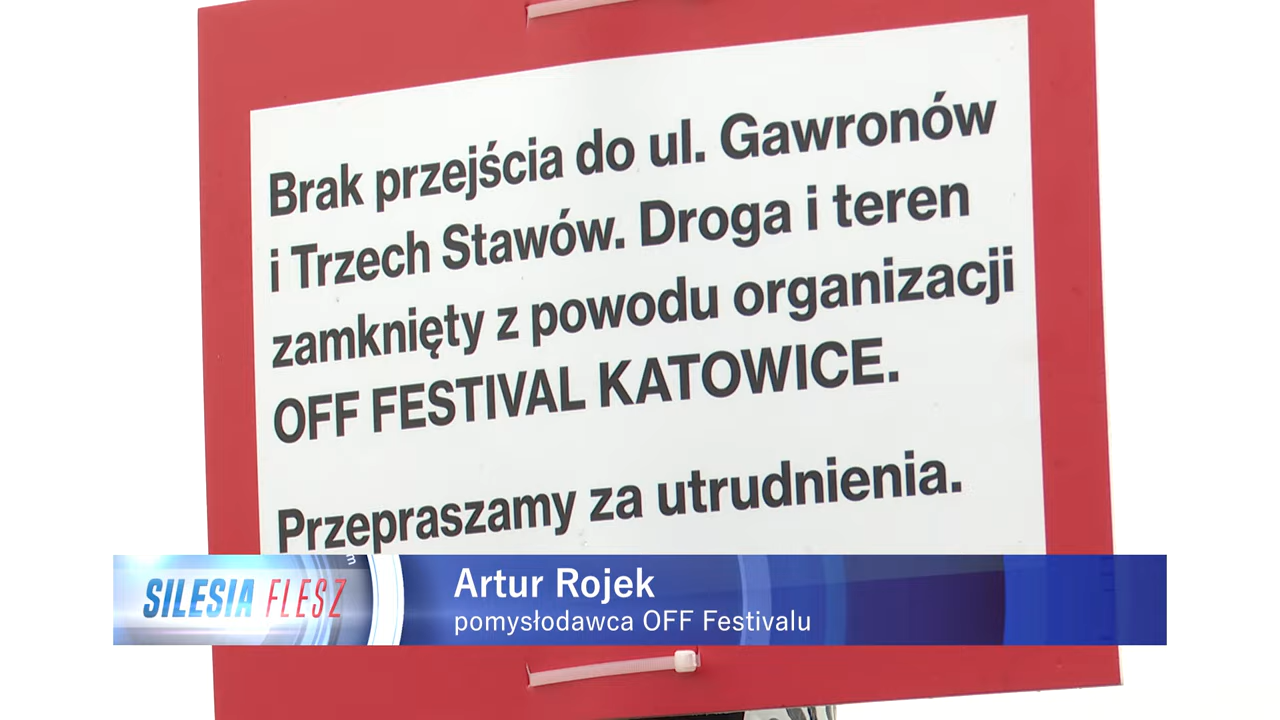 Brak przejścia do ul. Gawronów
i Trzech Stawów. Droga i teren
zamknięty z powodu organizacji
OFF FESTIVAL KATOWICE.
Przepraszamy za utrudnienia.
SILESIA FLESZ
Artur Rojek
pomysłodawca OFF Festivalu